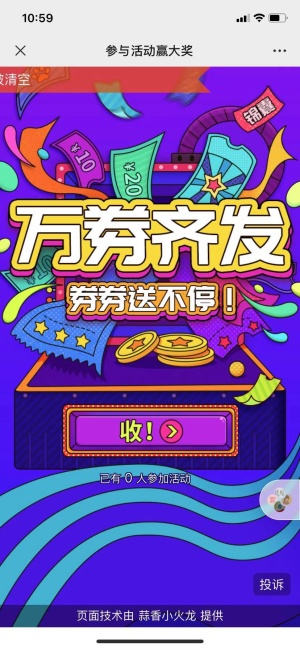 10:59
参与活动赢大奖
被清空
锦囊
¥10
¥20
万券齐发
券券送不停！
收!
已有 0 人参加活动
投诉
页面技术由 蒜香小火龙 提供